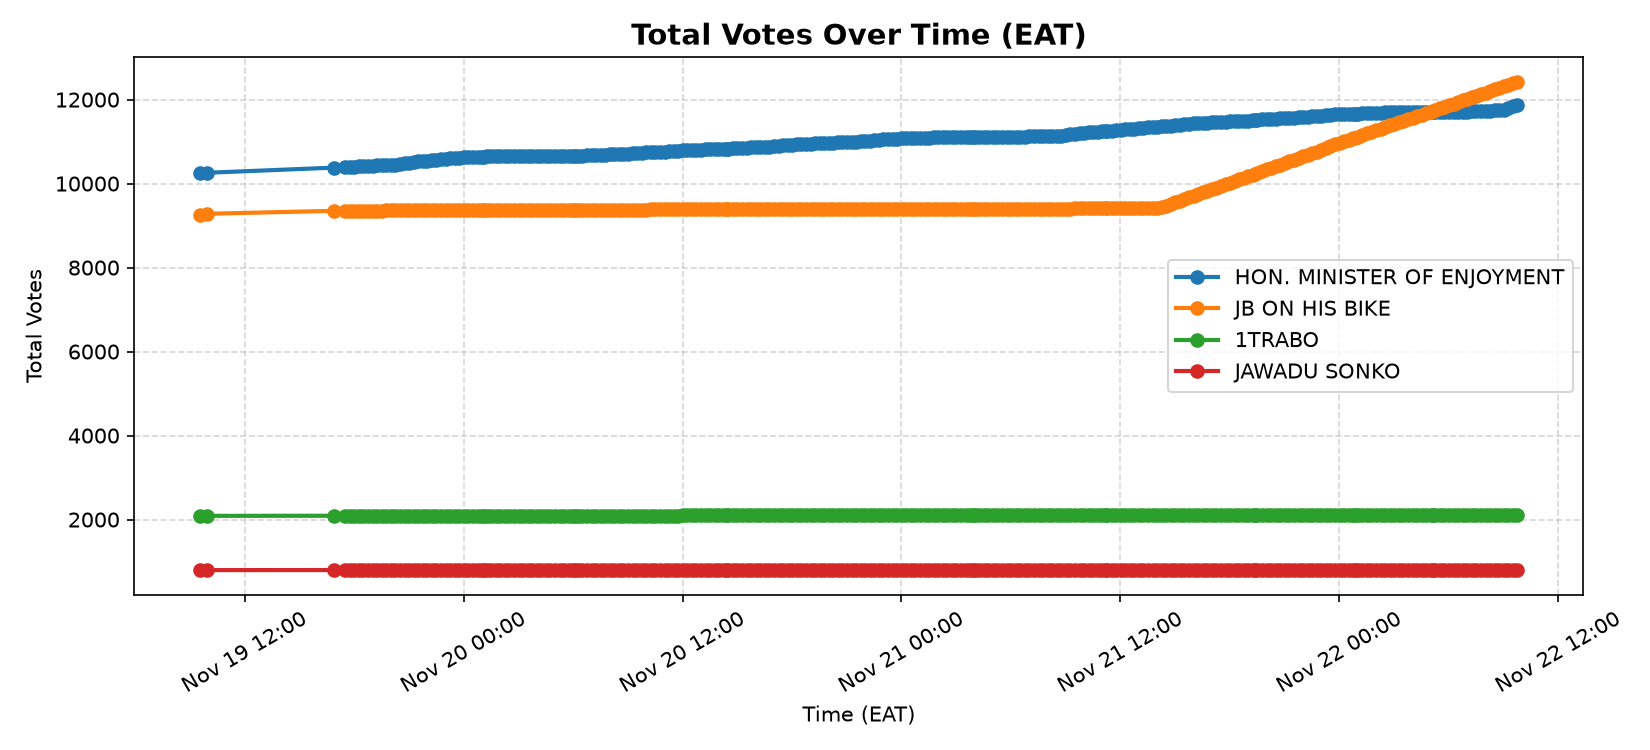 Total Votes Over Time (EAT)
Total Votes
12000
10000
8000
6000
4000
2000
HON. MINISTER OF ENJOYMENT
JB ON HIS BIKE
1TRABO
JAWADU SONKO
Nov 19 12:00
Nov 20 00:00
Nov 20 12:00
Nov 21 00:00
Nov 21 12:00
Nov 22 00:00
Nov 22 12:00
Time (EAT)